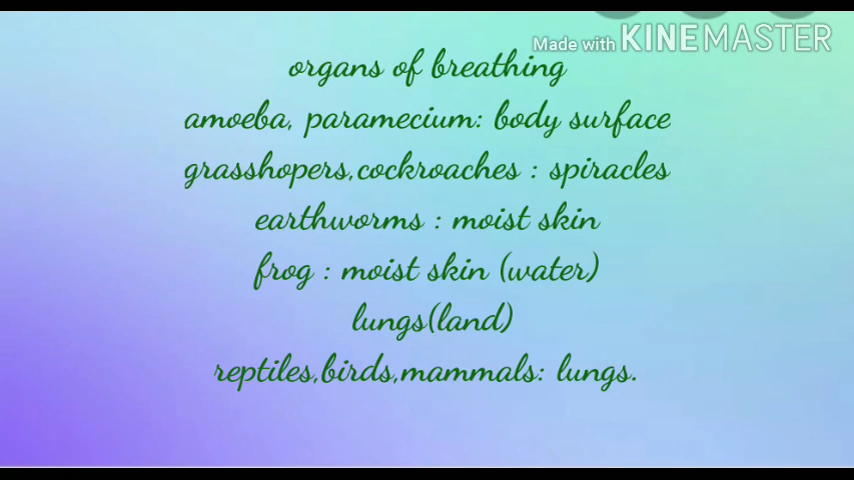 Made with KINEMASTER
organs of breathing
amoeba, paramecium: body surface
grasshopers,cockroaches : spiracles
earthworms : moist skin
frog : moist skin (water)
lungs(land)
reptiles,birds,mammals: lungs.